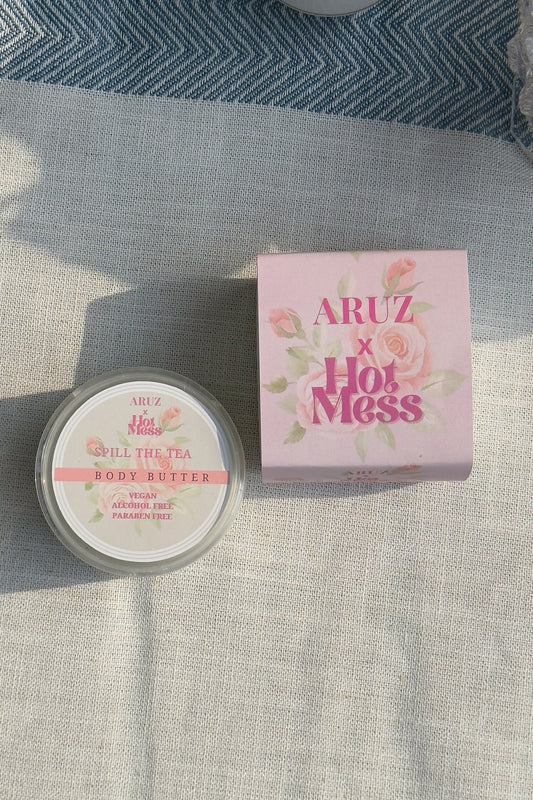 ARUZ
x
Hot
Mess
SPILL THE TEA
BODY BUTTER
VEGAN
ALCOHOL FREE
PARABEN FREE
ARUZ
x
Hot
Mess
ARUZ